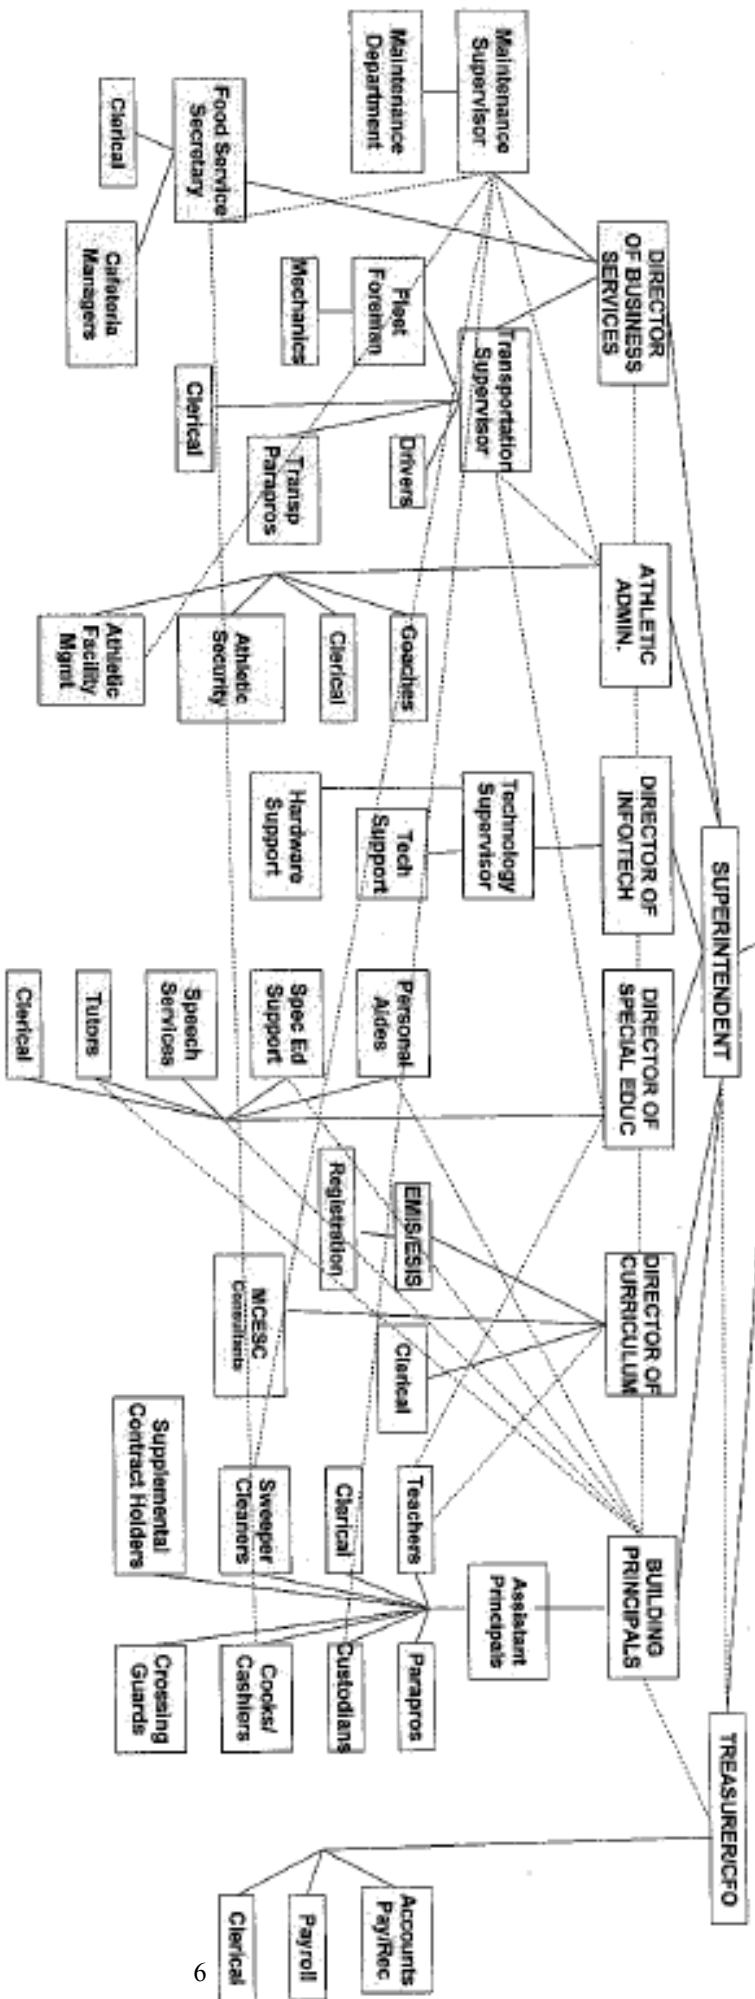 SUPERINTENDENT
TREASURER/CFO
DIRECTOR
OF BUSINESS
SERVICES
ATHLETIC
ADMIN.
DIRECTOR OF
INFO/TECH
DIRECTOR OF
SPECIAL EDUC
DIRECTOR OF
CURRICULUM
BUILDING
PRINCIPALS
Maintenance
Supervisor
Maintenance
Department
Transportation
Supervisor
Technology
Supervisor
Assistant
Principals
Fleet
Foreman
Mechanics
Drivers
Transp
Parapros
Clerical
Food Service
Secretary
Clerical
Cafeteria
Managers
Coaches
Clerical
Athletic
Security
Athletic
Facility
Mgmt
Tech
Support
Hardware
Support
Personal
Aides
Spec Ed
Support
Speech
Services
Tutors
Clerical
EMIS/ESIS
Registration
Clerical
MCESC
Consultants
Teachers
Clerical
Sweeper
Cleaners
Supplemental
Contract Holders
Parapros
Custodians
Cooks/
Cashiers
Crossing
Guards
Accounts
Pay/Rec
Payroll
Clerical
6